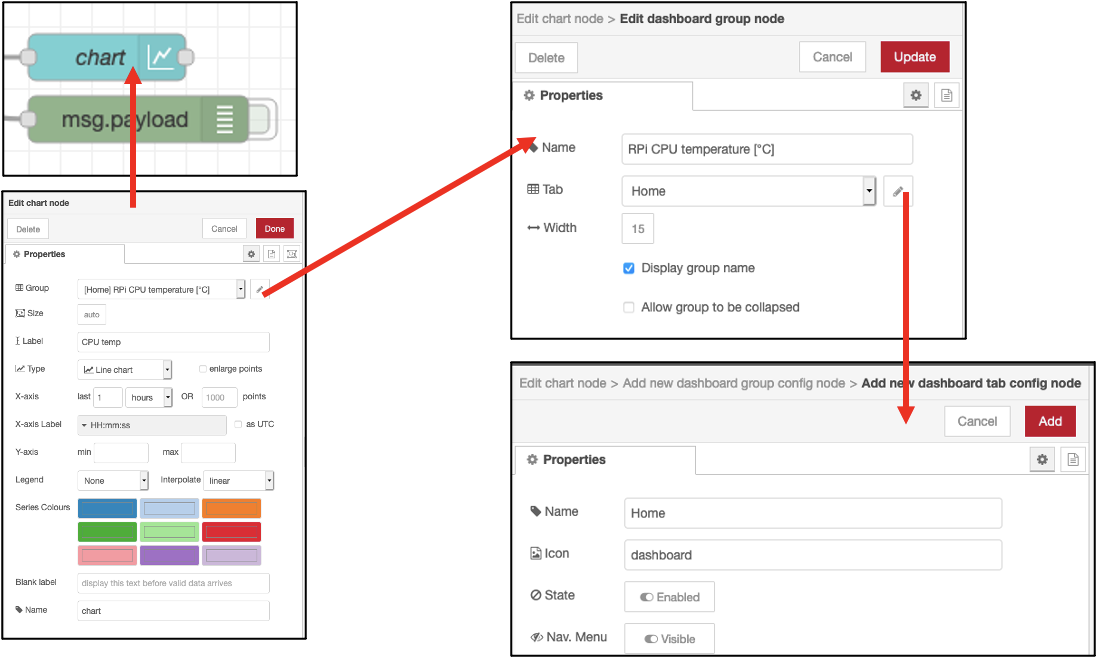 chart
msg.payload
Edit chart node
Delete
Cancel
Done
Properties
Group
[Home] RPi CPU temperature [°C]
Size
auto
Label
CPU temp
Type
Line chart
enlarge points
X-axis
last
1
hours
OR
1000
points
X-axis Label
HH:mm:ss
as UTC
Y-axis
min
max
Legend
None
Interpolate
linear
Series Colours
Blank label
display this text before valid data arrives
Name
chart
Edit chart node > Edit dashboard group node
Delete
Cancel
Update
Properties
Name
RPi CPU temperature [°C]
Tab
Home
Width
15
Display group name
Allow group to be collapsed
Edit chart node > Add new dashboard group config node > Add new dashboard tab config node
Cancel
Add
Properties
Name
Home
Icon
dashboard
State
Enabled
Nav. Menu
Visible